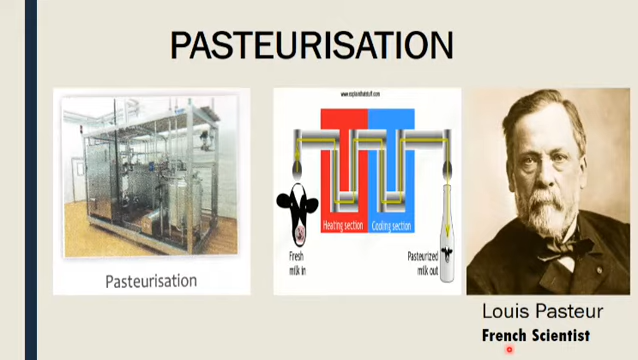 PASTEURISATION
Pasteurisation
www.explainthatstuff.com
Heating section
Cooling section
Fresh
milk in
Pasteurized
milk out
Louis Pasteur
French Scientist